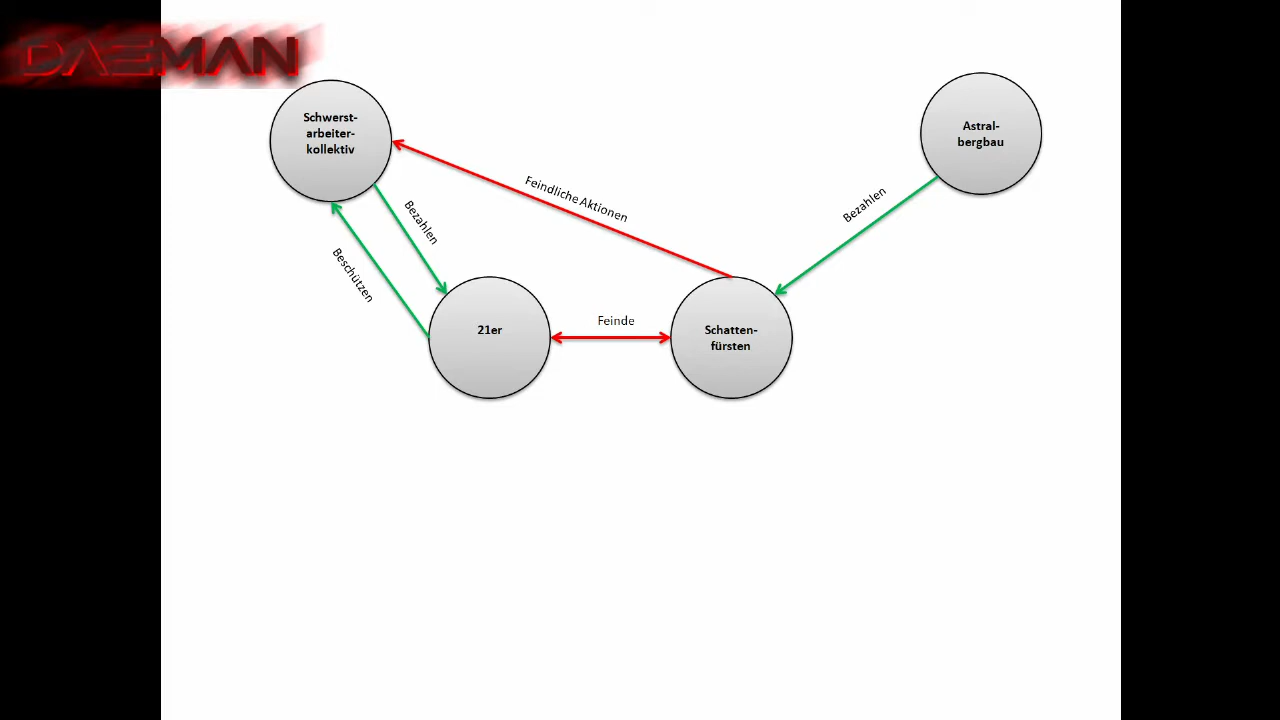 DAEMAN
Schwerst-
arbeiter-
kollektiv
Astral-
bergbau
Feindliche Aktionen
Bezahlen
Bezahlen
Beschützen
Feinde
21er
Schatten-
fürsten